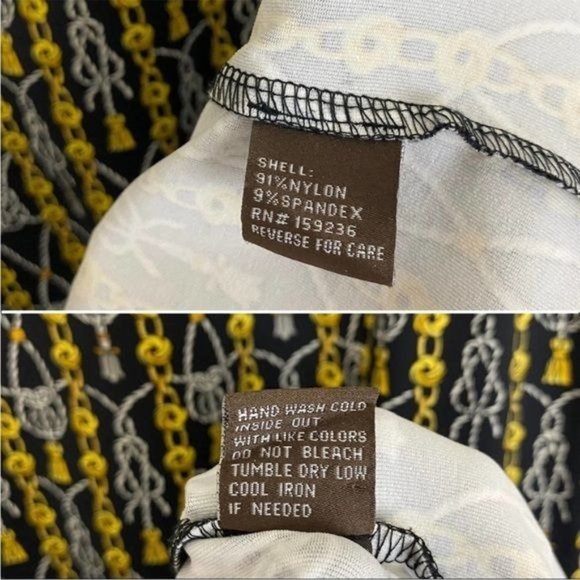 SHELL:
91%NYLON
9%SPANDEX
RN# 159236
REVERSE FOR CARE
HAND WASH COLD
INSIDE OUT
WITH LIKE COLORS
DO NOT BLEACH
TUMBLE DRY LOW
COOL IRON
IF NEEDED